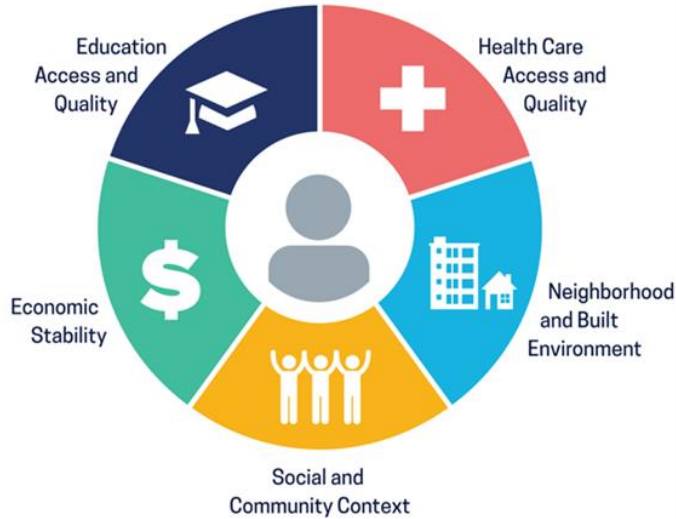 Education
Access and
Quality
Health Care
Access and
Quality
Economic
Stability
Neighborhood
and Built
Environment
Social and
Community Context